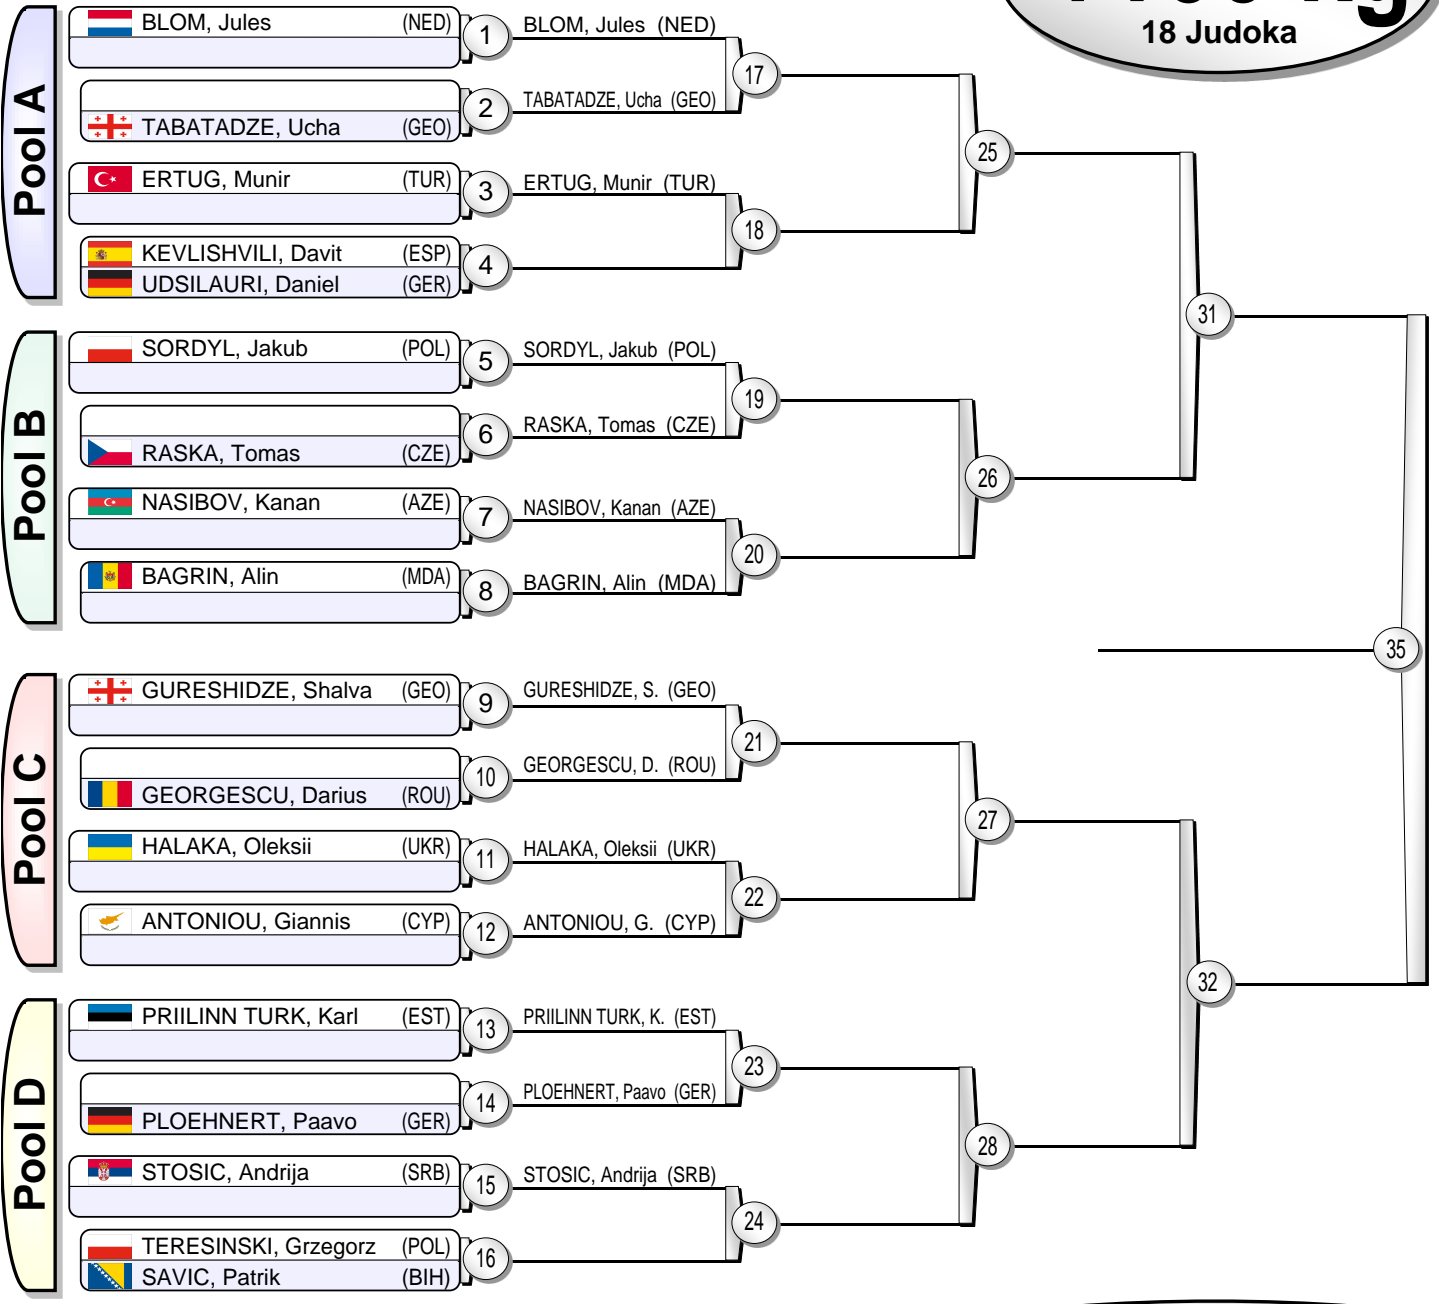 18 Judoka
Pool A
BLOM, Jules (NED) 1 BLOM, Jules (NED)
17
2 TABATADZE, Ucha (GEO)
TABATADZE, Ucha (GEO)
25
ERTUG, Munir (TUR) 3 ERTUG, Munir (TUR)
18
KEVLISHVILI, Davit (ESP) 4
UDSILAURI, Daniel (GER)
31
Pool B
SORDYL, Jakub (POL) 5 SORDYL, Jakub (POL)
19
6 RASKA, Tomas (CZE)
RASKA, Tomas (CZE)
26
NASIBOV, Kanan (AZE) 7 NASIBOV, Kanan (AZE)
20
BAGRIN, Alin (MDA) 8 BAGRIN, Alin (MDA)
35
Pool C
GURESHIDZE, Shalva (GEO) 9 GURESHIDZE, S. (GEO)
21
10 GEORGESCU, D. (ROU)
GEORGESCU, Darius (ROU)
27
HALAKA, Oleksii (UKR) 11 HALAKA, Oleksii (UKR)
22
ANTONIOU, Giannis (CYP) 12 ANTONIOU, G. (CYP)
32
Pool D
PRIILINN TURK, Karl (EST) 13 PRIILINN TURK, K. (EST)
23
14 PLOEHNERT, Paavo (GER)
PLOEHNERT, Paavo (GER)
28
STOSIC, Andrija (SRB) 15 STOSIC, Andrija (SRB)
24
TERESINSKI, Grzegorz (POL) 16
SAVIC, Patrik (BIH)